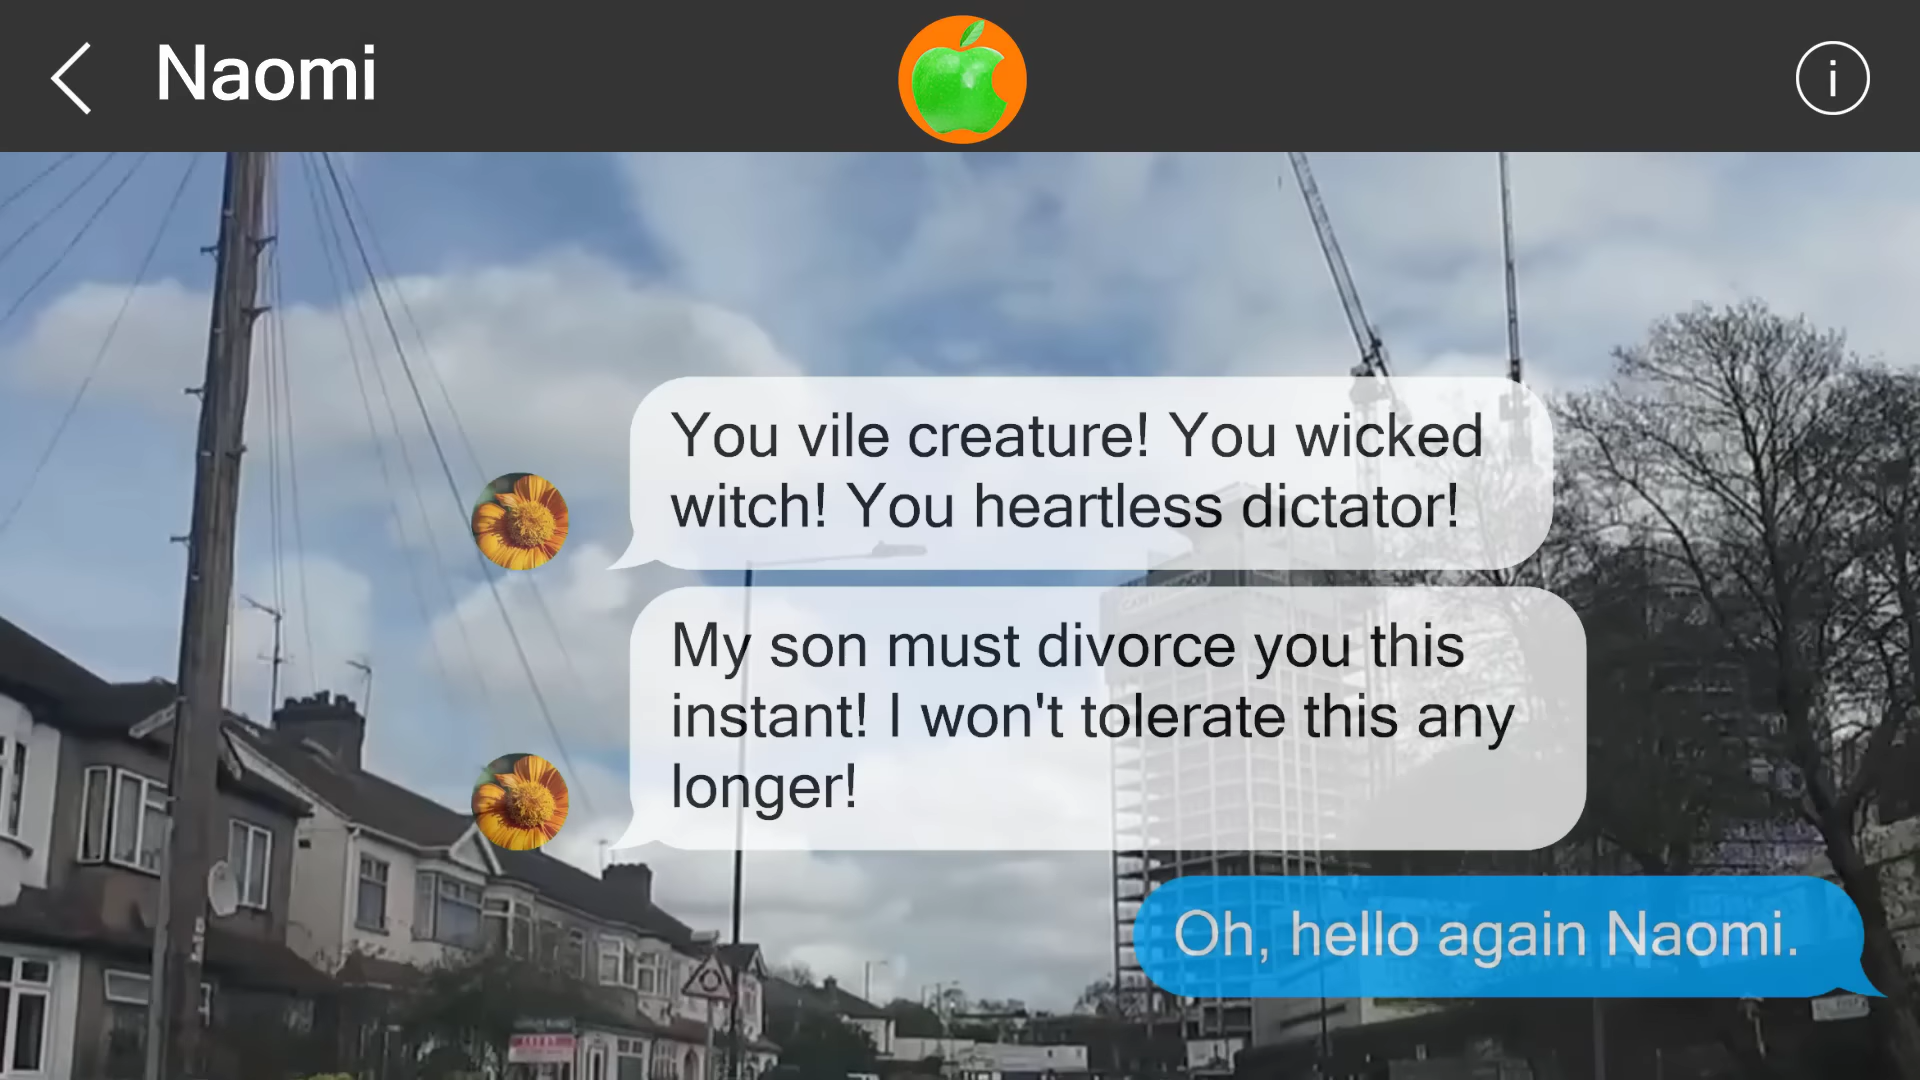 Naomi
You vile creature! You wicked
witch! You heartless dictator!
My son must divorce you this
instant! I won't tolerate this any
longer!
Oh, hello again Naomi.